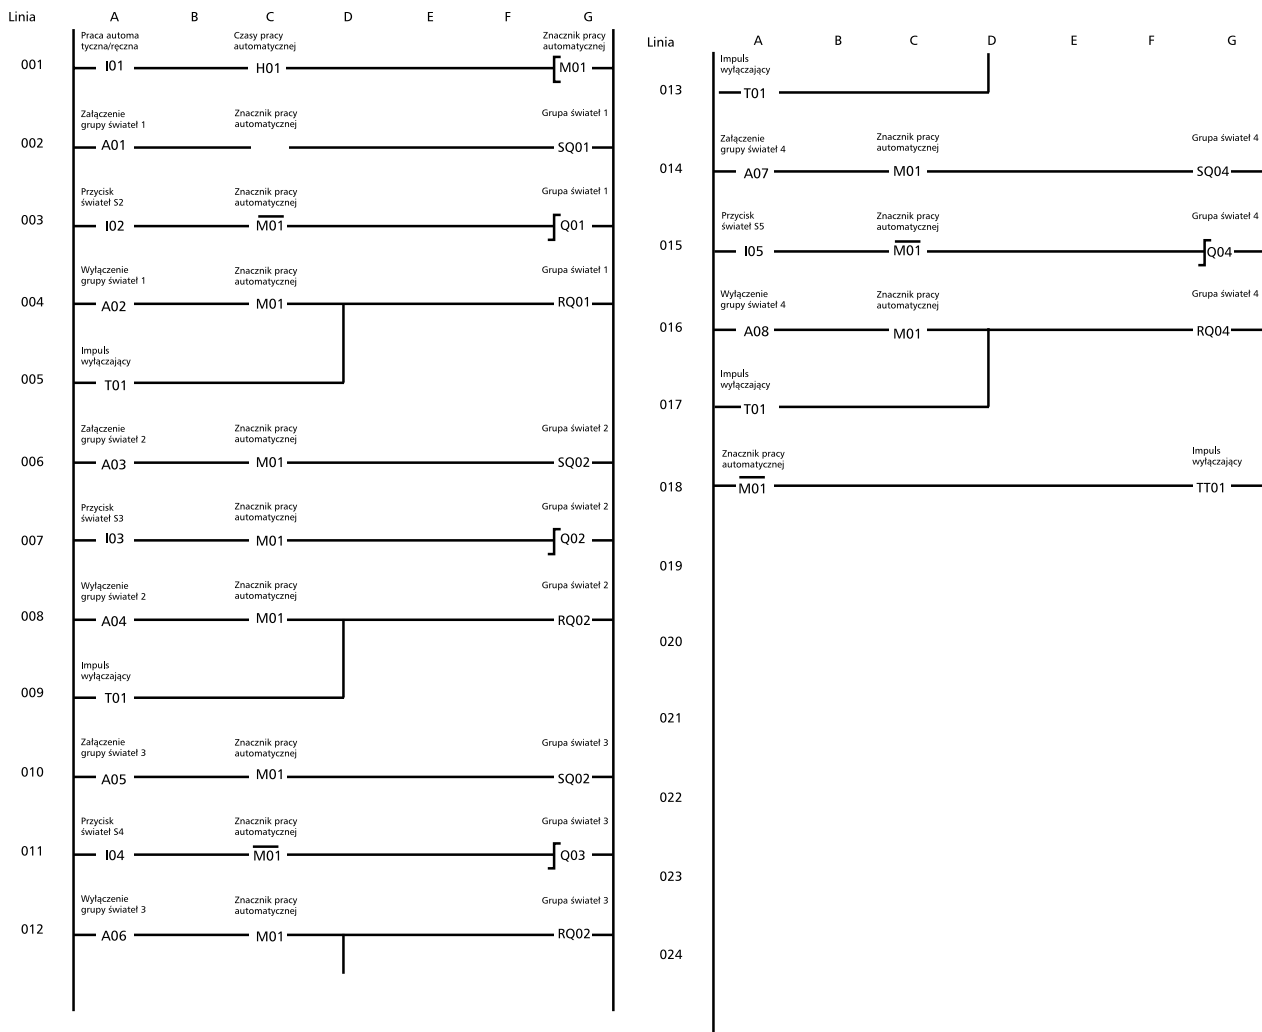 Linia A B C D E F G
Praca automa
tyczna/ręczna
Czasy pracy
automatycznej
Znacznik pracy
automatycznej
001 I01 H01 M01
Załączenie
grupy świateł 1
Znacznik pracy
automatycznej
Grupa świateł 1
002 A01 SQ01
Przycisk
świateł S2
Znacznik pracy
automatycznej
Grupa świateł 1
003 I02 M01 Q01
Wyłączenie
grupy świateł 1
Znacznik pracy
automatycznej
Grupa świateł 1
004 A02 M01 RQ01
Impuls
wyłączający
005 T01
Załączenie
grupy świateł 2
Znacznik pracy
automatycznej
Grupa świateł 2
006 A03 M01 SQ02
Przycisk
świateł S3
Znacznik pracy
automatycznej
Grupa świateł 2
007 I03 M01 Q02
Wyłączenie
grupy świateł 2
Znacznik pracy
automatycznej
Grupa świateł 2
008 A04 M01 RQ02
Impuls
wyłączający
009 T01
Załączenie
grupy świateł 3
Znacznik pracy
automatycznej
Grupa świateł 3
010 A05 M01 SQ02
Przycisk
świateł S4
Znacznik pracy
automatycznej
Grupa świateł 3
011 I04 M01 Q03
Wyłączenie
grupy świateł 3
Znacznik pracy
automatycznej
Grupa świateł 3
012 A06 M01 RQ02
Linia A B C D E F G
Impuls
wyłączający
013 T01
Załączenie
grupy świateł 4
Znacznik pracy
automatycznej
Grupa świateł 4
014 A07 M01 SQ04
Przycisk
świateł S5
Znacznik pracy
automatycznej
Grupa świateł 4
015 I05 M01 Q04
Wyłączenie
grupy świateł 4
Znacznik pracy
automatycznej
Grupa świateł 4
016 A08 M01 RQ04
Impuls
wyłączający
017 T01
Znacznik pracy
automatycznej
Impuls
wyłączający
018 M01 TT01
019
020
021
022
023
024